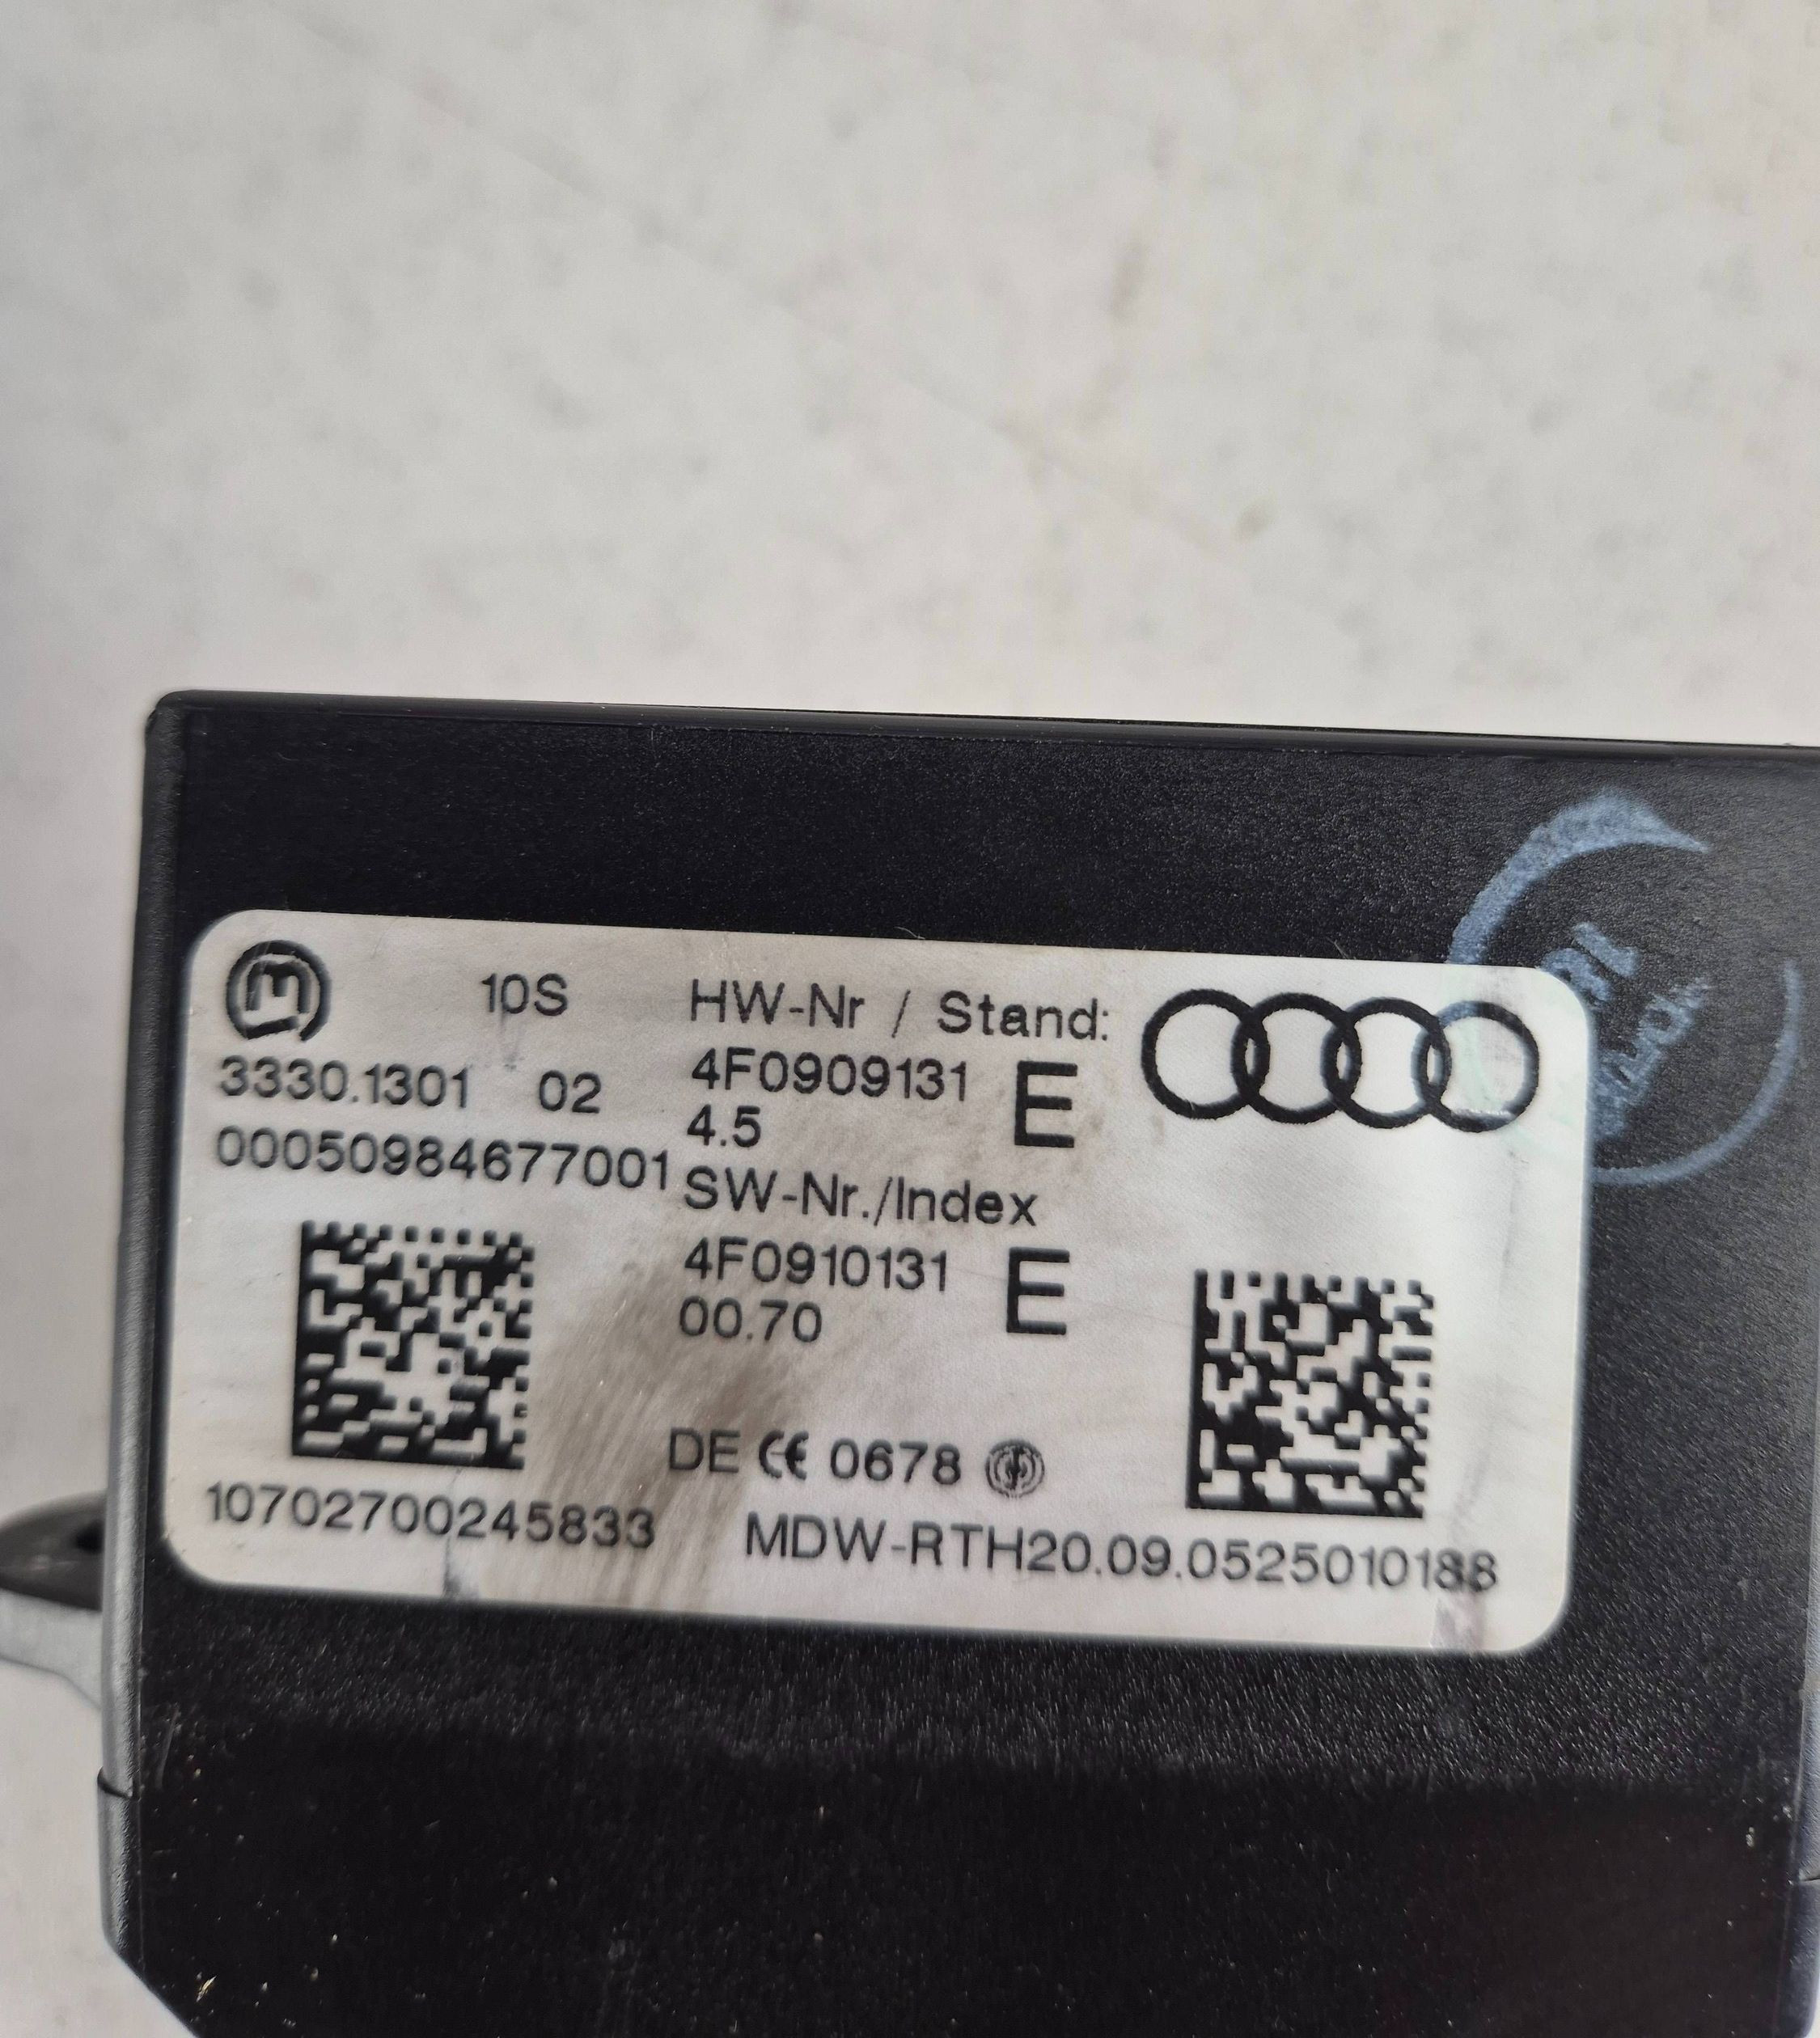 10S
3330.1301 02
00050984677001
HW-Nr / Stand:
4F0909131 E
4.5
SW-Nr./Index
4F0910131 E
00.70
DE CE 0678
10702700245833
MDW-RTH20.09.0525010188